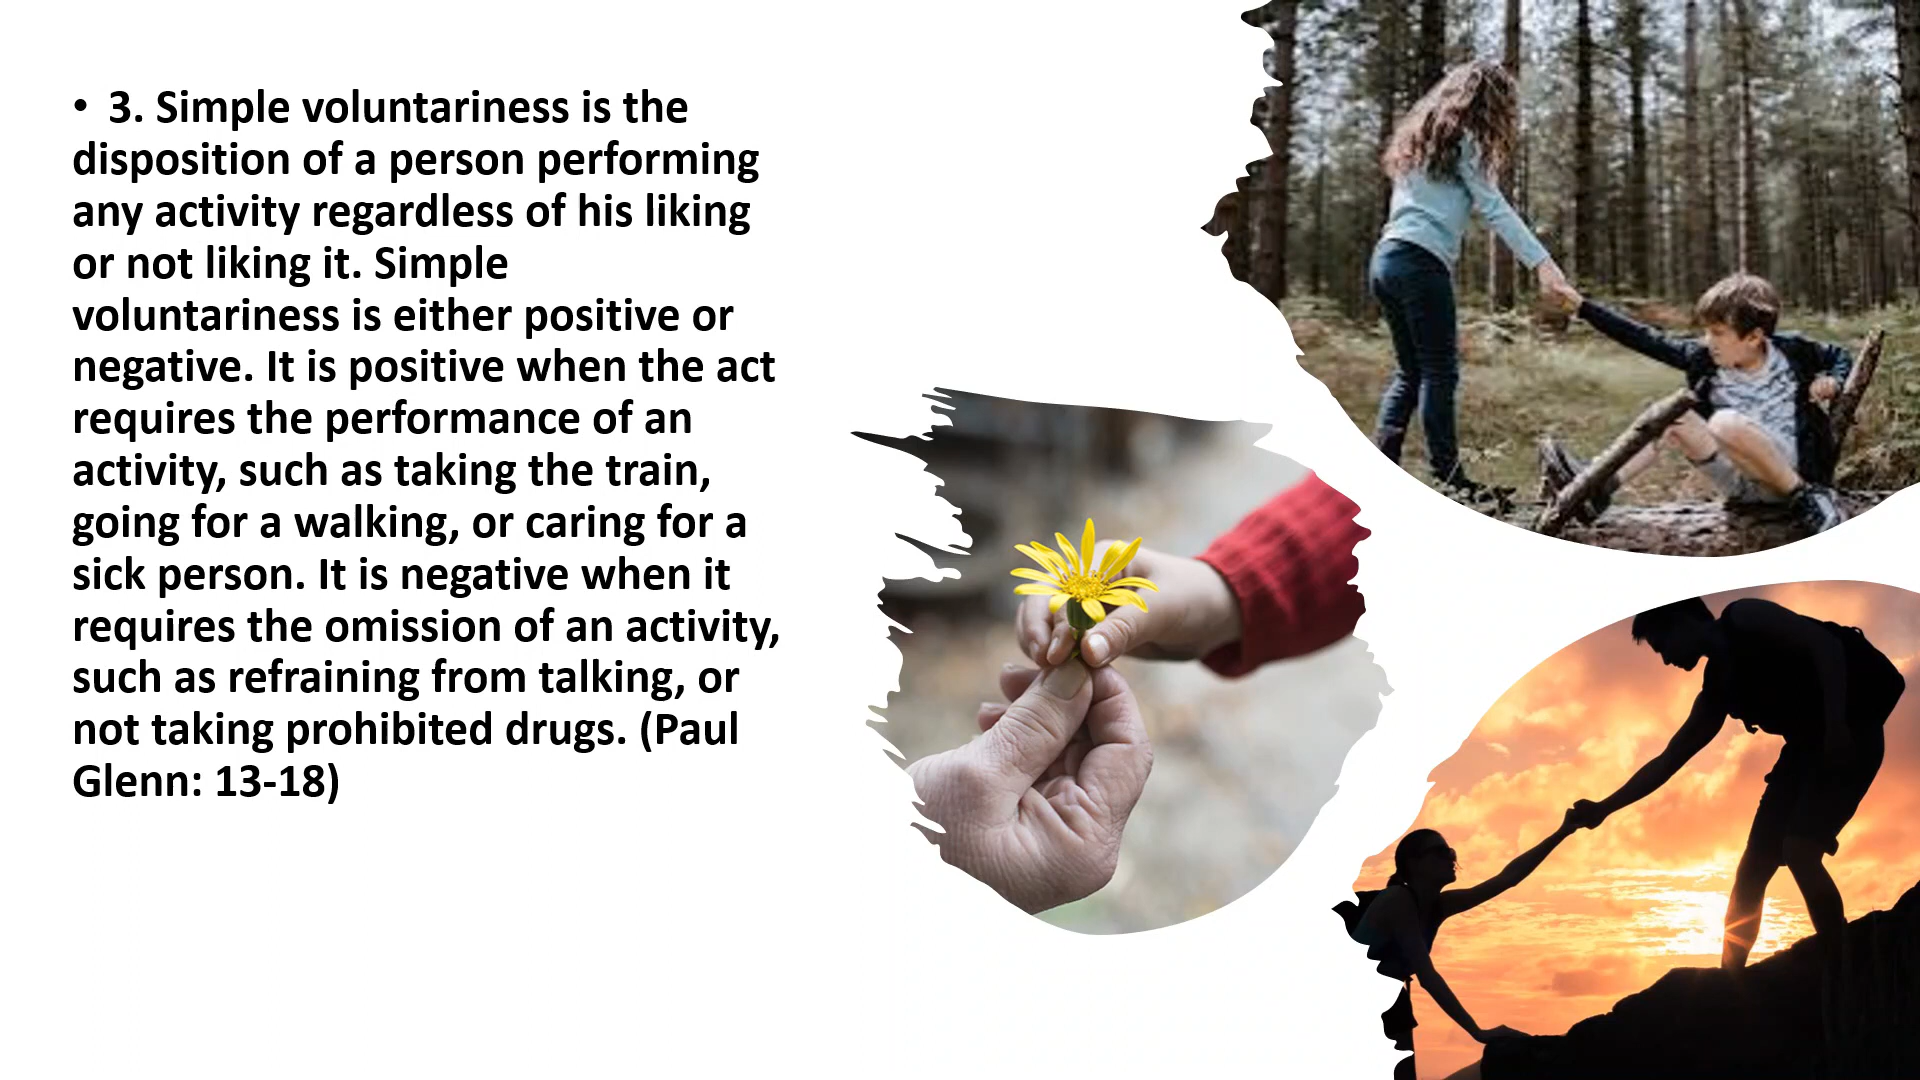 • 3. Simple voluntariness is the
disposition of a person performing
any activity regardless of his liking
or not liking it. Simple
voluntariness is either positive or
negative. It is positive when the act
requires the performance of an
activity, such as taking the train,
going for a walking, or caring for a
sick person. It is negative when it
requires the omission of an activity,
such as refraining from talking, or
not taking prohibited drugs. (Paul
Glenn: 13-18)